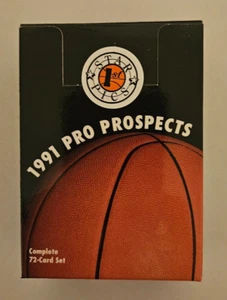 STAR
1st
PICS
1991 PRO PROSPECTS
Complete
72-Card Set